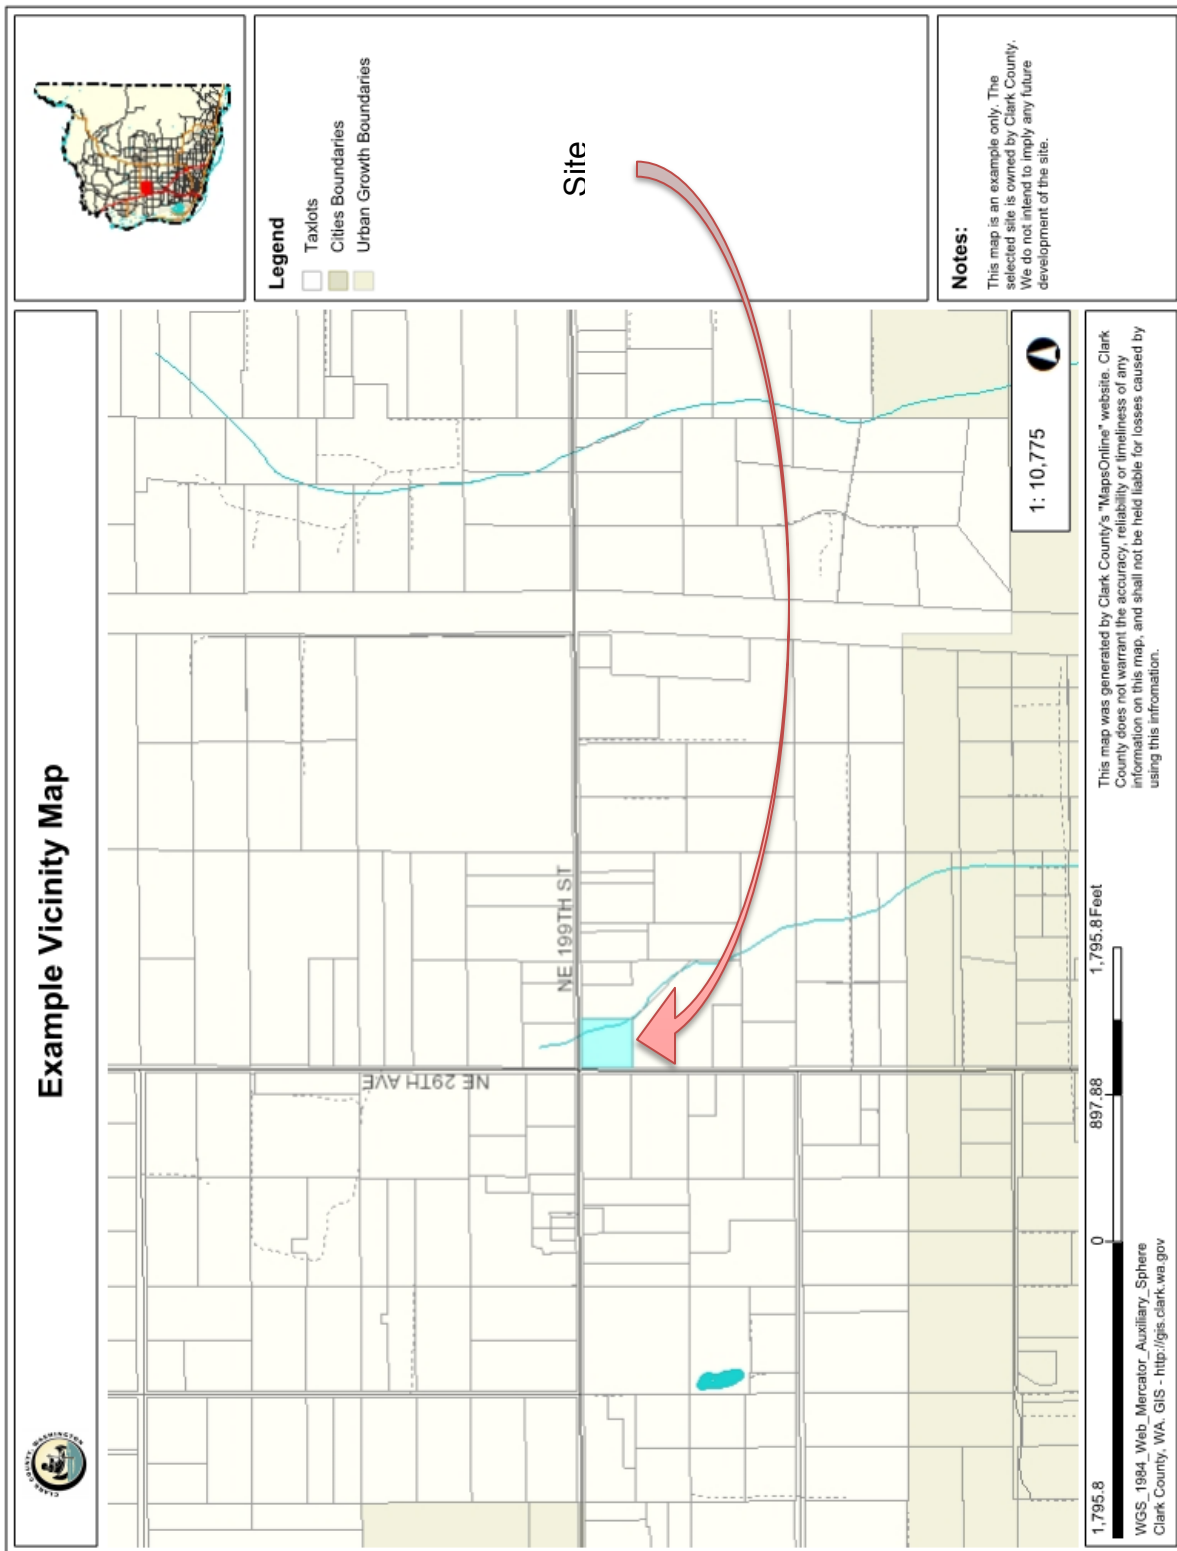 Example Vicinity Map
CLARK COUNTY, WASHINGTON
NE 199TH ST
NE 29TH AVE
Legend
Taxlots
Cities Boundaries
Urban Growth Boundaries
Site
1: 10,775
Notes:
This map is an example only. The
selected site is owned by Clark County.
We do not intend to imply any future
development of the site.
1,795.8
0
897.88
1,795.8 Feet
WGS_1984_Web_Mercator_Auxiliary_Sphere
Clark County, WA. GIS - http://gis.clark.wa.gov
This map was generated by Clark County's "MapsOnline" website. Clark
County does not warrant the accuracy, reliability or timeliness of any
information on this map, and shall not be held liable for losses caused by
using this infromation.